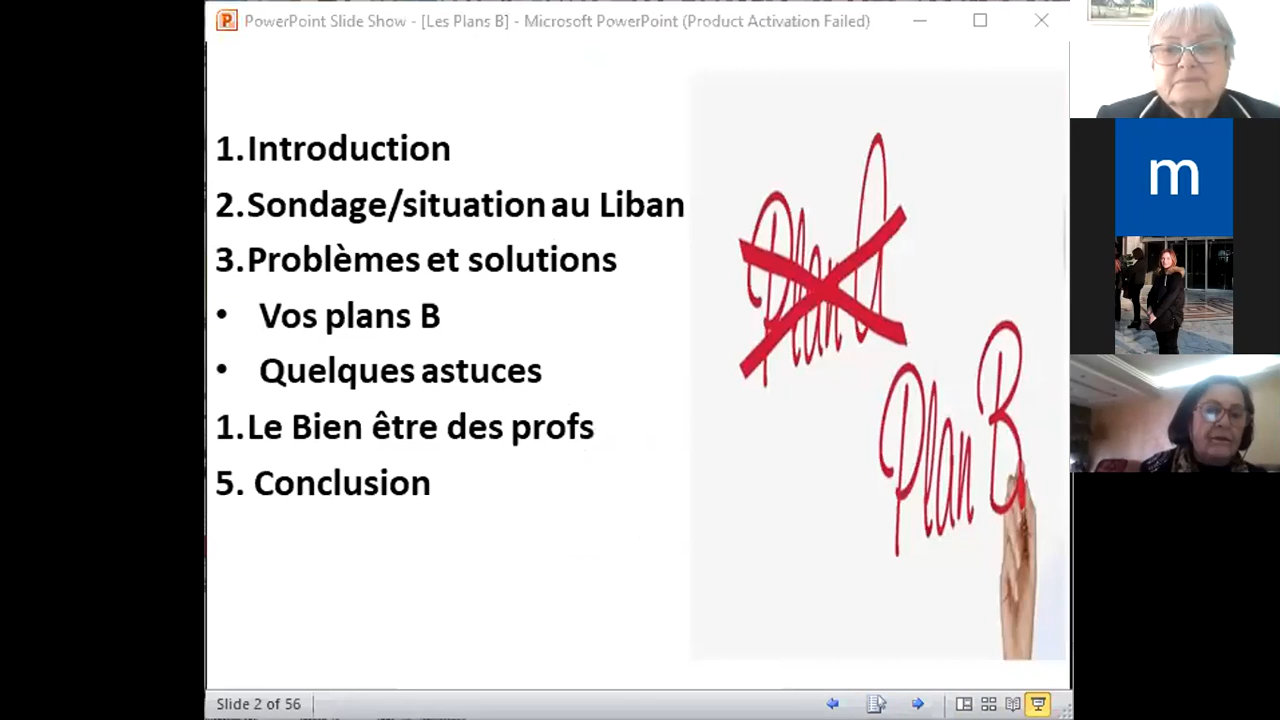 PowerPoint Slide Show - [Les Plans B] - Microsoft PowerPoint (Product Activation Failed)
1.Introduction
2.Sondage/situation au Liban
3.Problèmes et solutions
• Vos plans B
• Quelques astuces
1.Le Bien être des profs
5. Conclusion
Plan A
Plan B
m
Slide 2 of 56